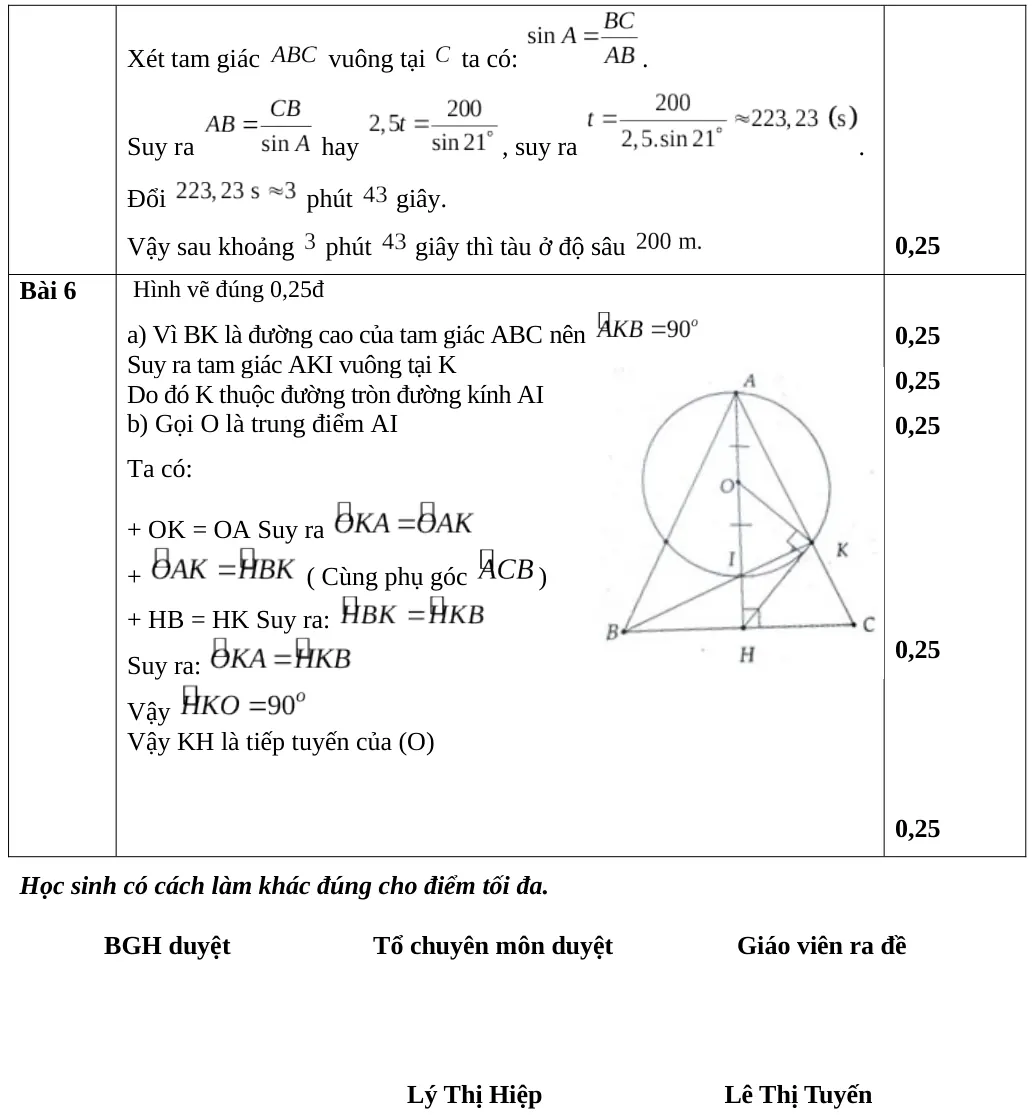 Xét tam giác ABC vuông tại C ta có: sin A = BC/AB .
Suy ra AB = CB/sin A hay 2,5t = 200/sin 21° , suy ra t = 200/2,5.sin 21° ≈ 223,23 (s) .
Đổi 223,23 s ≈ 3 phút 43 giây.
Vậy sau khoảng 3 phút 43 giây thì tàu ở độ sâu 200 m. 0,25
Bài 6 Hình vẽ đúng 0,25đ
a) Vì BK là đường cao của tam giác ABC nên AKB = 90° 0,25
Suy ra tam giác AKI vuông tại K
0,25
Do đó K thuộc đường tròn đường kính AI
b) Gọi O là trung điểm AI 0,25
Ta có:
+ OK = OA Suy ra OKA = OAK
+ OAK = HBK ( Cùng phụ góc ACB )
+ HB = HK Suy ra: HBK = HKB
Suy ra: OKA = HKB 0,25
Vậy HKO = 90°
Vậy KH là tiếp tuyến của (O)
0,25
A
O
K
I
B
C
H
Học sinh có cách làm khác đúng cho điểm tối đa.
BGH duyệt Tổ chuyên môn duyệt Giáo viên ra đề
Lý Thị Hiệp Lê Thị Tuyến